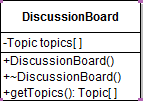 DiscussionBoard
-Topic topics[ ]
+DiscussionBoard()
+~DiscussionBoard()
+getTopics(): Topic[ ]